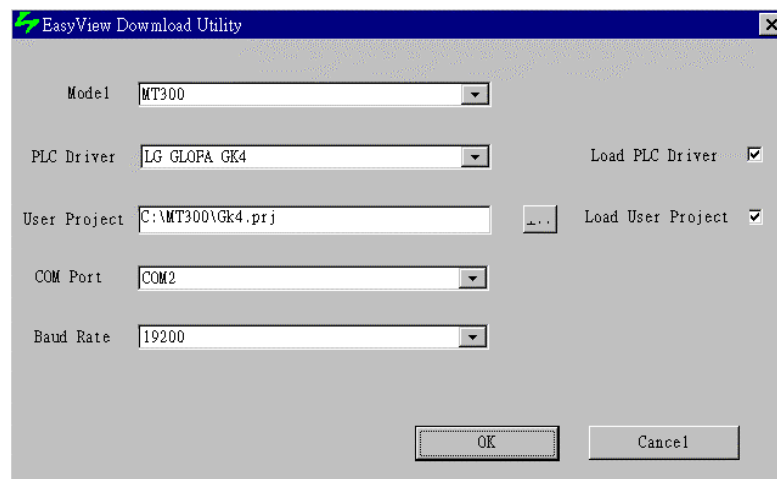 EasyView Dowmload Utility
Model MT300
PLC Driver LG GLOFA GK4 Load PLC Driver
User Project C:\MT300\Gk4.prj ... Load User Project
COM Port COM2
Baud Rate 19200
OK Cancel